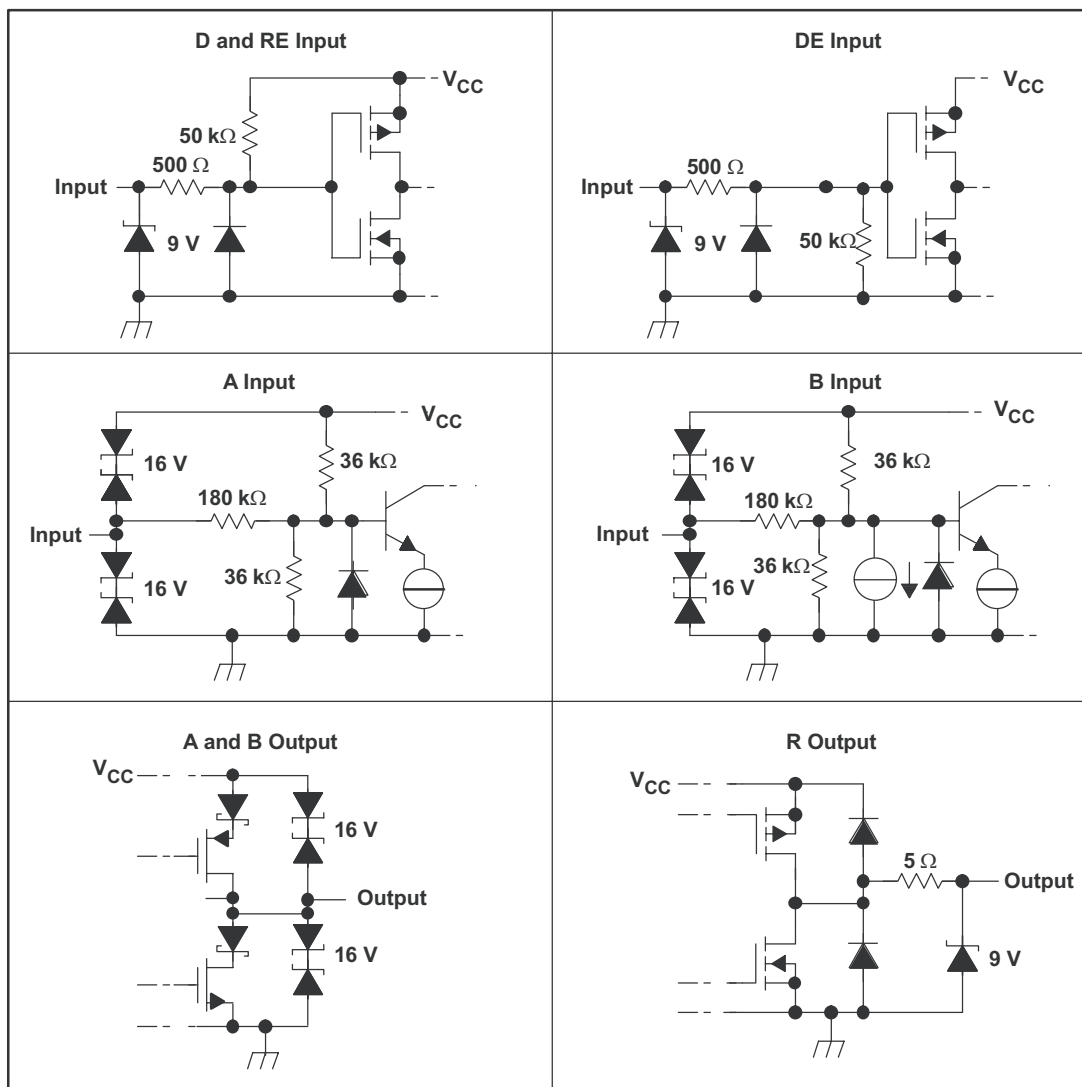 D and RE Input
VCC
50 kΩ
500 Ω
Input
9 V
DE Input
VCC
500 Ω
Input
9 V
50 kΩ
A Input
VCC
16 V
36 kΩ
180 kΩ
Input
36 kΩ
16 V
B Input
VCC
16 V
36 kΩ
180 kΩ
Input
36 kΩ
16 V
A and B Output
VCC
16 V
Output
16 V
R Output
VCC
5 Ω
Output
9 V